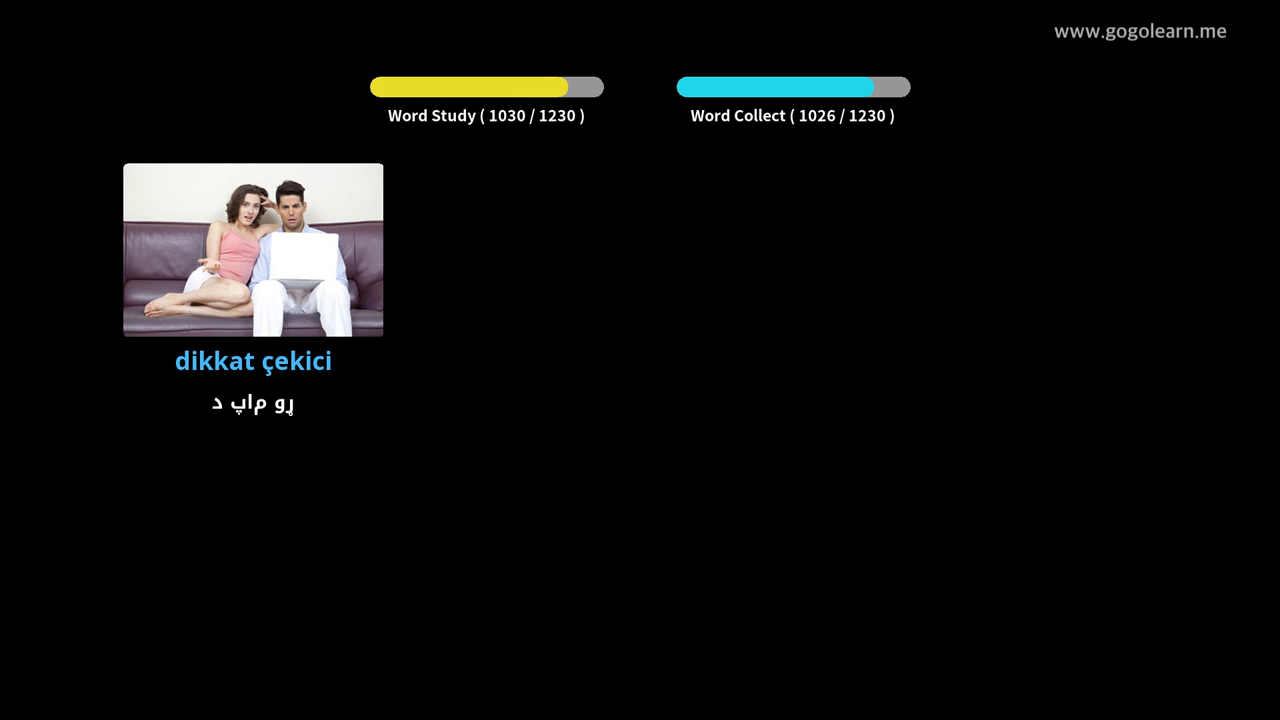 www.gogolearn.me
Word Study ( 1030 / 1230 )
Word Collect ( 1026 / 1230 )
dikkat çekici
ړو ماپ د